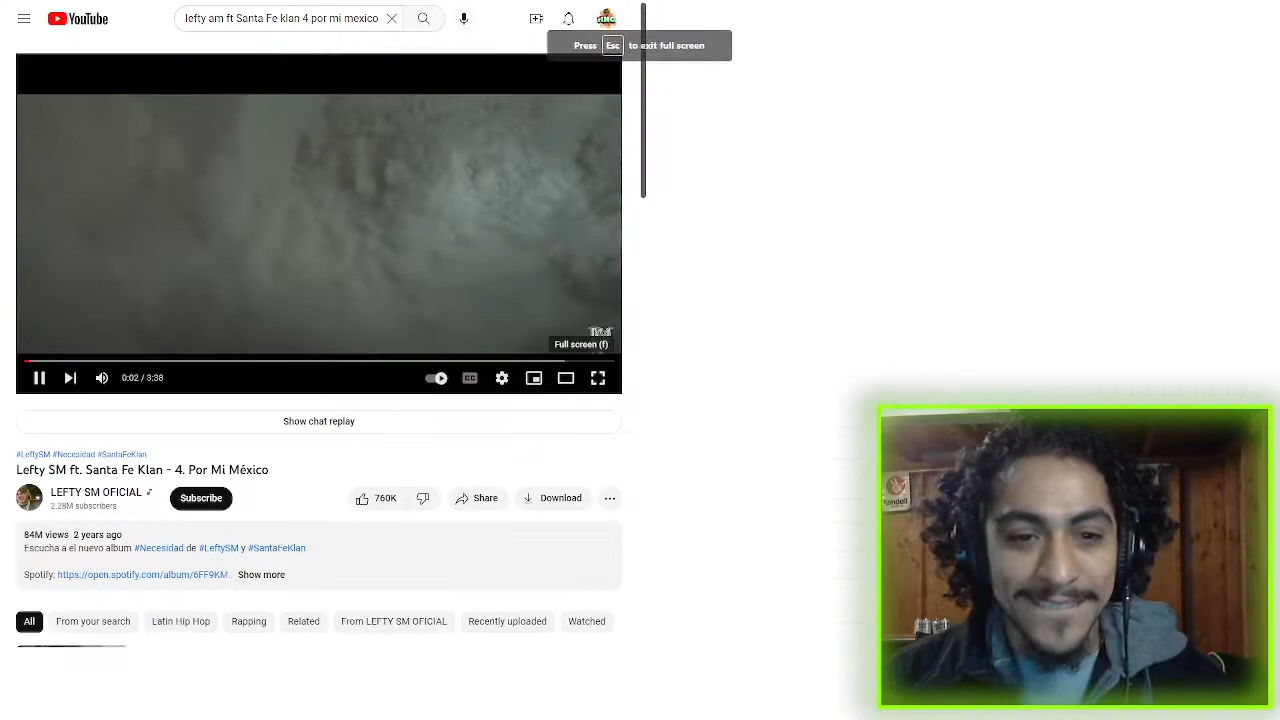 YouTube
lefty am ft Santa Fe klan 4 por mi mexico
Press Esc to exit full screen
Full screen (f)
0:02 / 3:38
CC
Show chat replay
#LeftySM #Necesidad #SantaFeKlan
Lefty SM ft. Santa Fe Klan - 4. Por Mi México
LEFTY SM OFICIAL
2.28M subscribers
Subscribe
760K
Share
Download
84M views 2 years ago
Escucha a el nuevo album #Necesidad de #LeftySM y #SantaFeKlan
Spotify: https://open.spotify.com/album/6FF9KM... Show more
All
From your search
Latin Hip Hop
Rapping
Related
From LEFTY SM OFICIAL
Recently uploaded
Watched